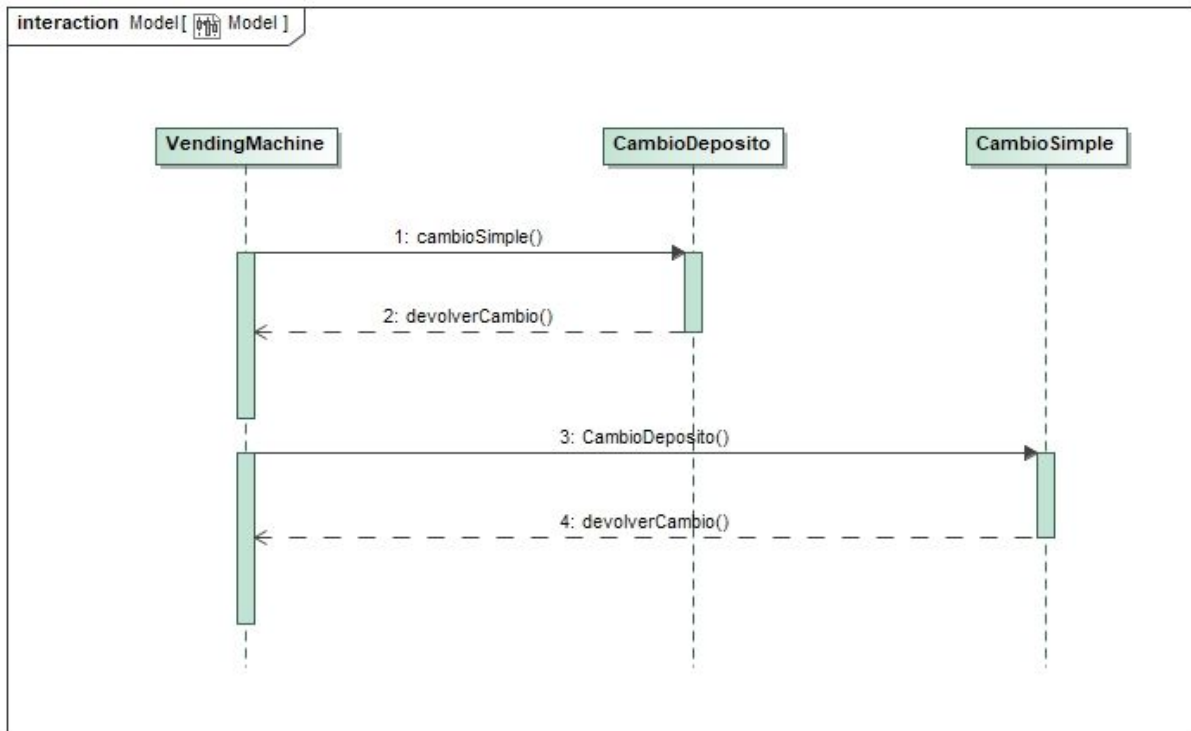 interaction Model[ Model ]
VendingMachine
CambioDeposito
CambioSimple
1: cambioSimple()
2: devolverCambio()
3: CambioDeposito()
4: devolverCambio()